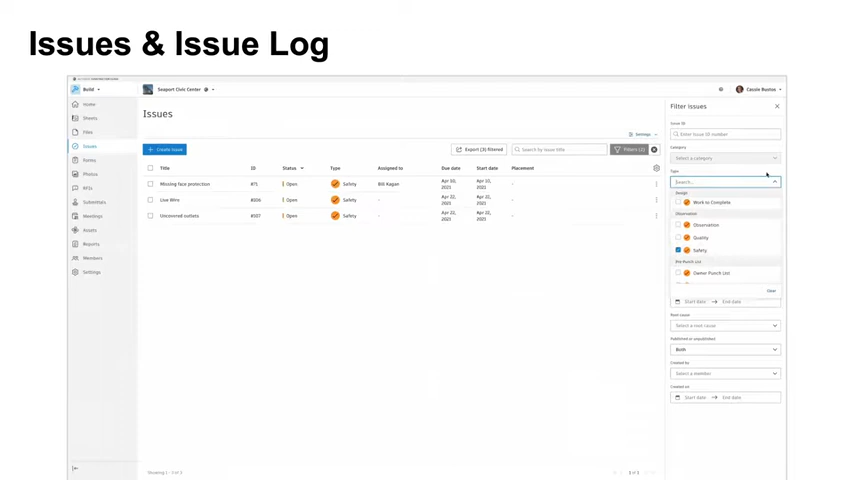 Issues & Issue Log
Build
Seaport Civic Center
Cassie Bustos
Home
Sheets
Files
Issues
Forms
Photos
RFIs
Submittals
Meetings
Assets
Reports
Members
Settings
Issues
Settings
Create issue
Export (3) filtered
Search by issue title
Filters (2)
Title ID Status Type Assigned to Due date Start date Placement
Missing face protection #71 Open Safety Bill Kagan Apr 10, 2021 Apr 10, 2021 -
Live Wire #106 Open Safety - Apr 22, 2021 Apr 22, 2021 -
Uncovered outlets #107 Open Safety - Apr 22, 2021 Apr 22, 2021 -
Showing 1 - 3 of 3
1 of 1
Filter issues
Issue ID
Enter issue ID number
Category
Select a category
Type
Search...
Design
Work to Complete
Observation
Observation
Quality
Safety
Pre-Punch List
Owner Punch List
Clear
Start date → End date
Root cause
Select a root cause
Published or unpublished
Both
Created by
Select a member
Created on
Start date → End date